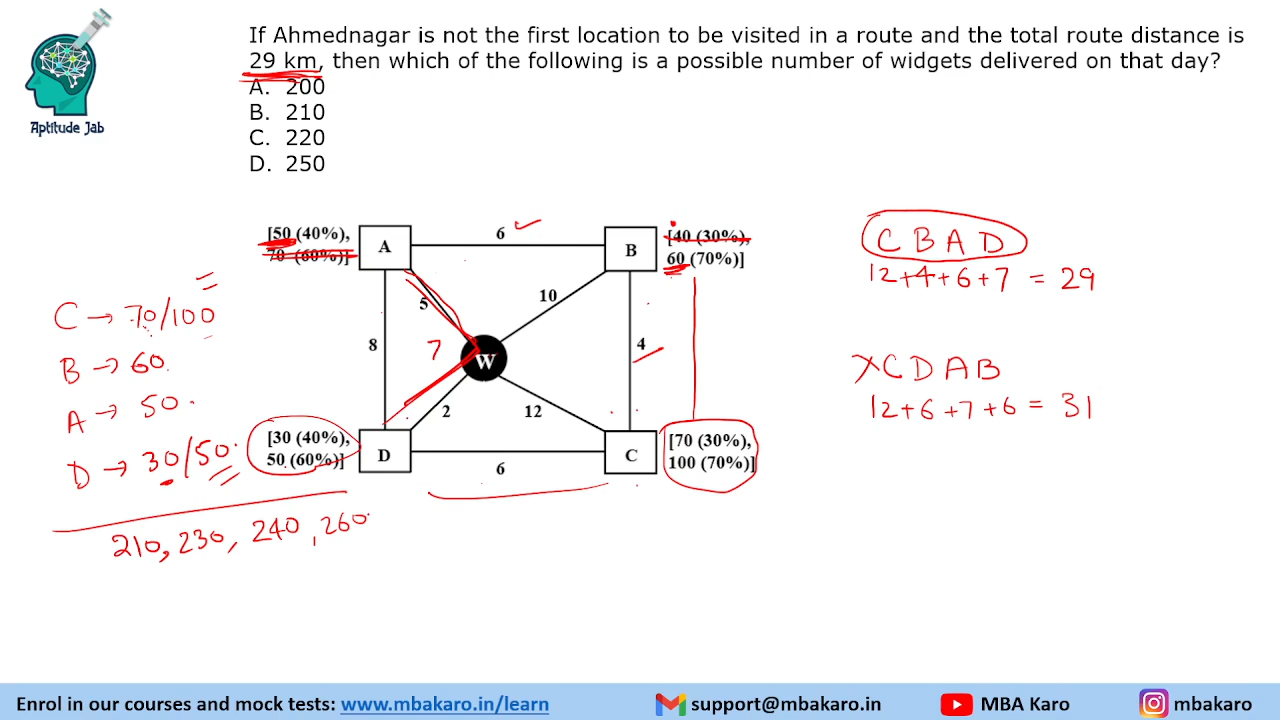 If Ahmednagar is not the first location to be visited in a route and the total route distance is
29 km, then which of the following is a possible number of widgets delivered on that day?
A. 200
B. 210
C. 220
D. 250
Aptitude Jab
[50 (40%),
70 (60%)]
A
6
B
[40 (30%),
60 (70%)]
5
10
8
7
W
4
2
12
[30 (40%),
50 (60%)]
D
6
C
[70 (30%),
100 (70%)]
C → 70/100
B → 60
A → 50
D → 30/50
210, 230, 240, 260
C B A D
12+4+6+7 = 29
X C D A B
12+6+7+6 = 31
Enrol in our courses and mock tests: www.mbakaro.in/learn
support@mbakaro.in
MBA Karo
mbakaro